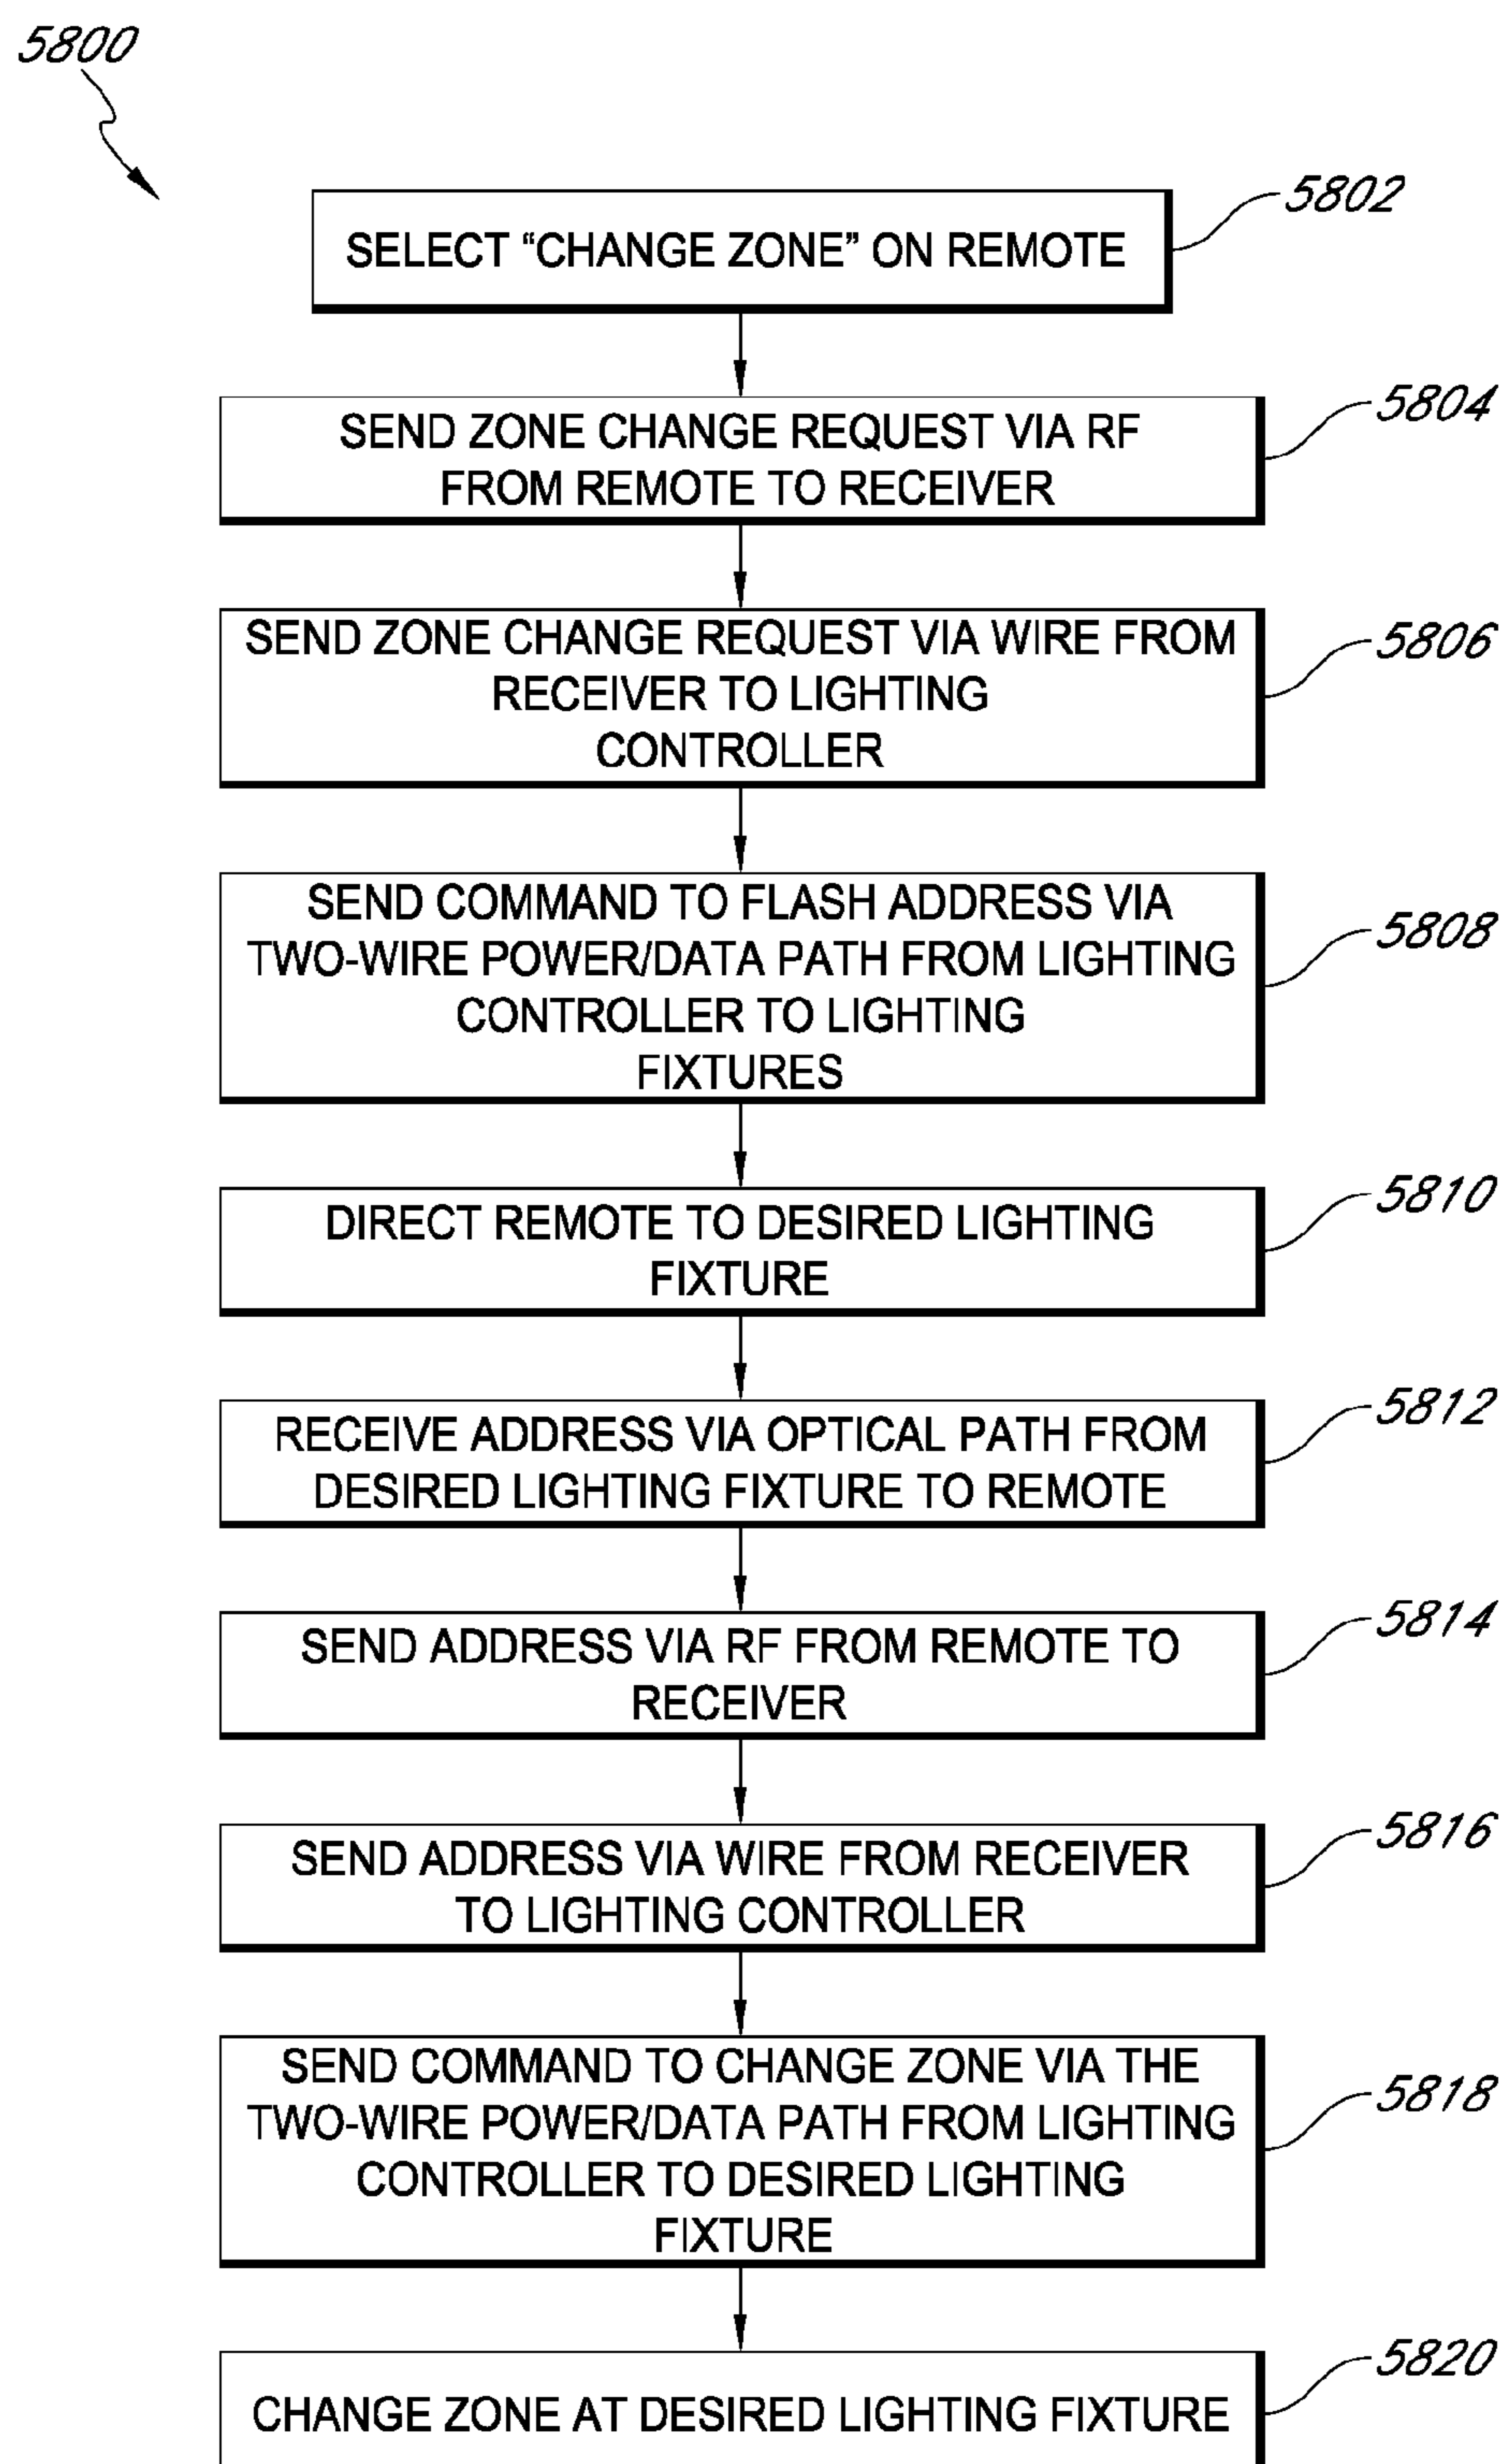 5800
5802
SELECT “CHANGE ZONE” ON REMOTE
5804
SEND ZONE CHANGE REQUEST VIA RF
FROM REMOTE TO RECEIVER
5806
SEND ZONE CHANGE REQUEST VIA WIRE FROM
RECEIVER TO LIGHTING
CONTROLLER
5808
SEND COMMAND TO FLASH ADDRESS VIA
TWO-WIRE POWER/DATA PATH FROM LIGHTING
CONTROLLER TO LIGHTING
FIXTURES
5810
DIRECT REMOTE TO DESIRED LIGHTING
FIXTURE
5812
RECEIVE ADDRESS VIA OPTICAL PATH FROM
DESIRED LIGHTING FIXTURE TO REMOTE
5814
SEND ADDRESS VIA RF FROM REMOTE TO
RECEIVER
5816
SEND ADDRESS VIA WIRE FROM RECEIVER
TO LIGHTING CONTROLLER
5818
SEND COMMAND TO CHANGE ZONE VIA THE
TWO-WIRE POWER/DATA PATH FROM LIGHTING
CONTROLLER TO DESIRED LIGHTING
FIXTURE
5820
CHANGE ZONE AT DESIRED LIGHTING FIXTURE